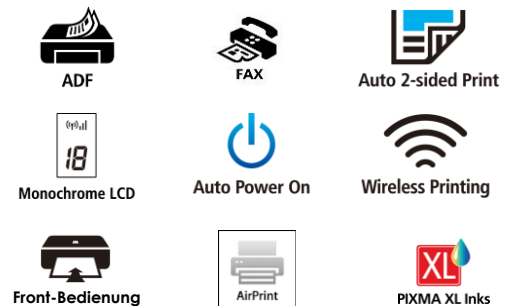 ADF
FAX
Auto 2-sided Print
18
Monochrome LCD
Auto Power On
Wireless Printing
Front-Bedienung
AirPrint
XL
PIXMA XL Inks